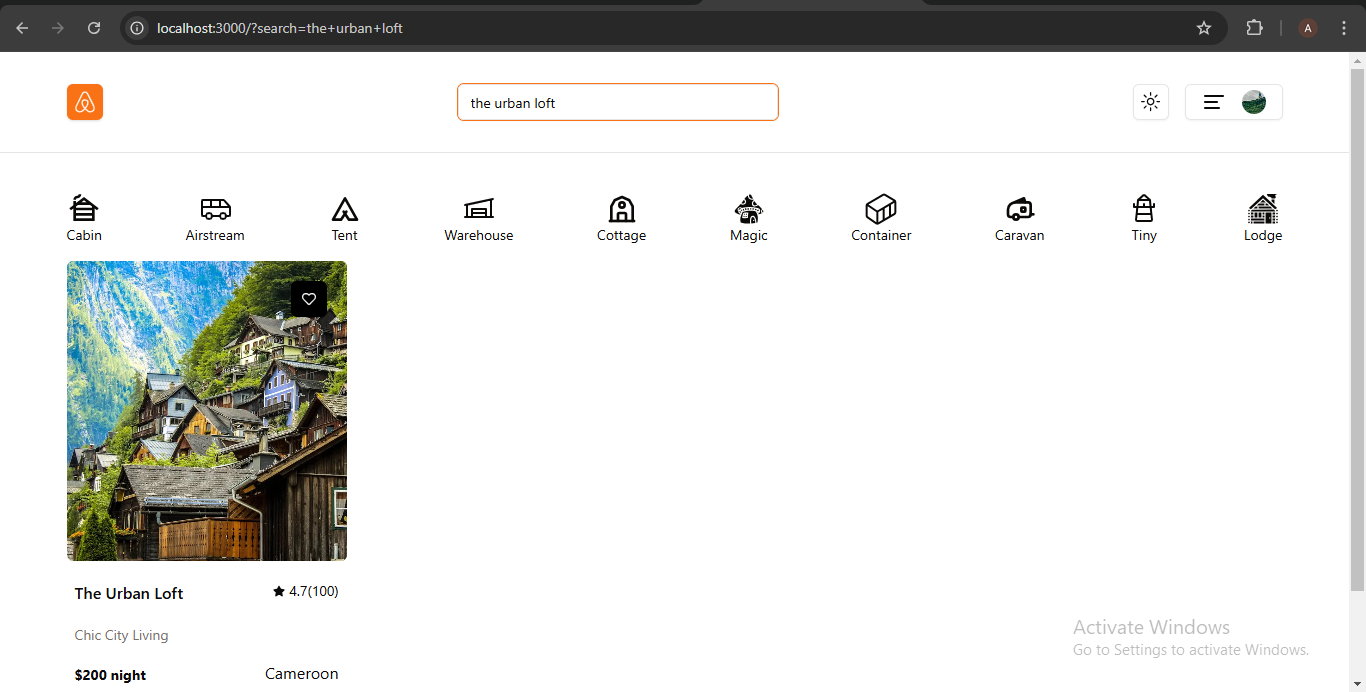 localhost:3000/?search=the+urban+loft
A
the urban loft
Cabin
Airstream
Tent
Warehouse
Cottage
Magic
Container
Caravan
Tiny
Lodge
The Urban Loft
4.7(100)
Chic City Living
$200 night
Cameroon
Activate Windows
Go to Settings to activate Windows.